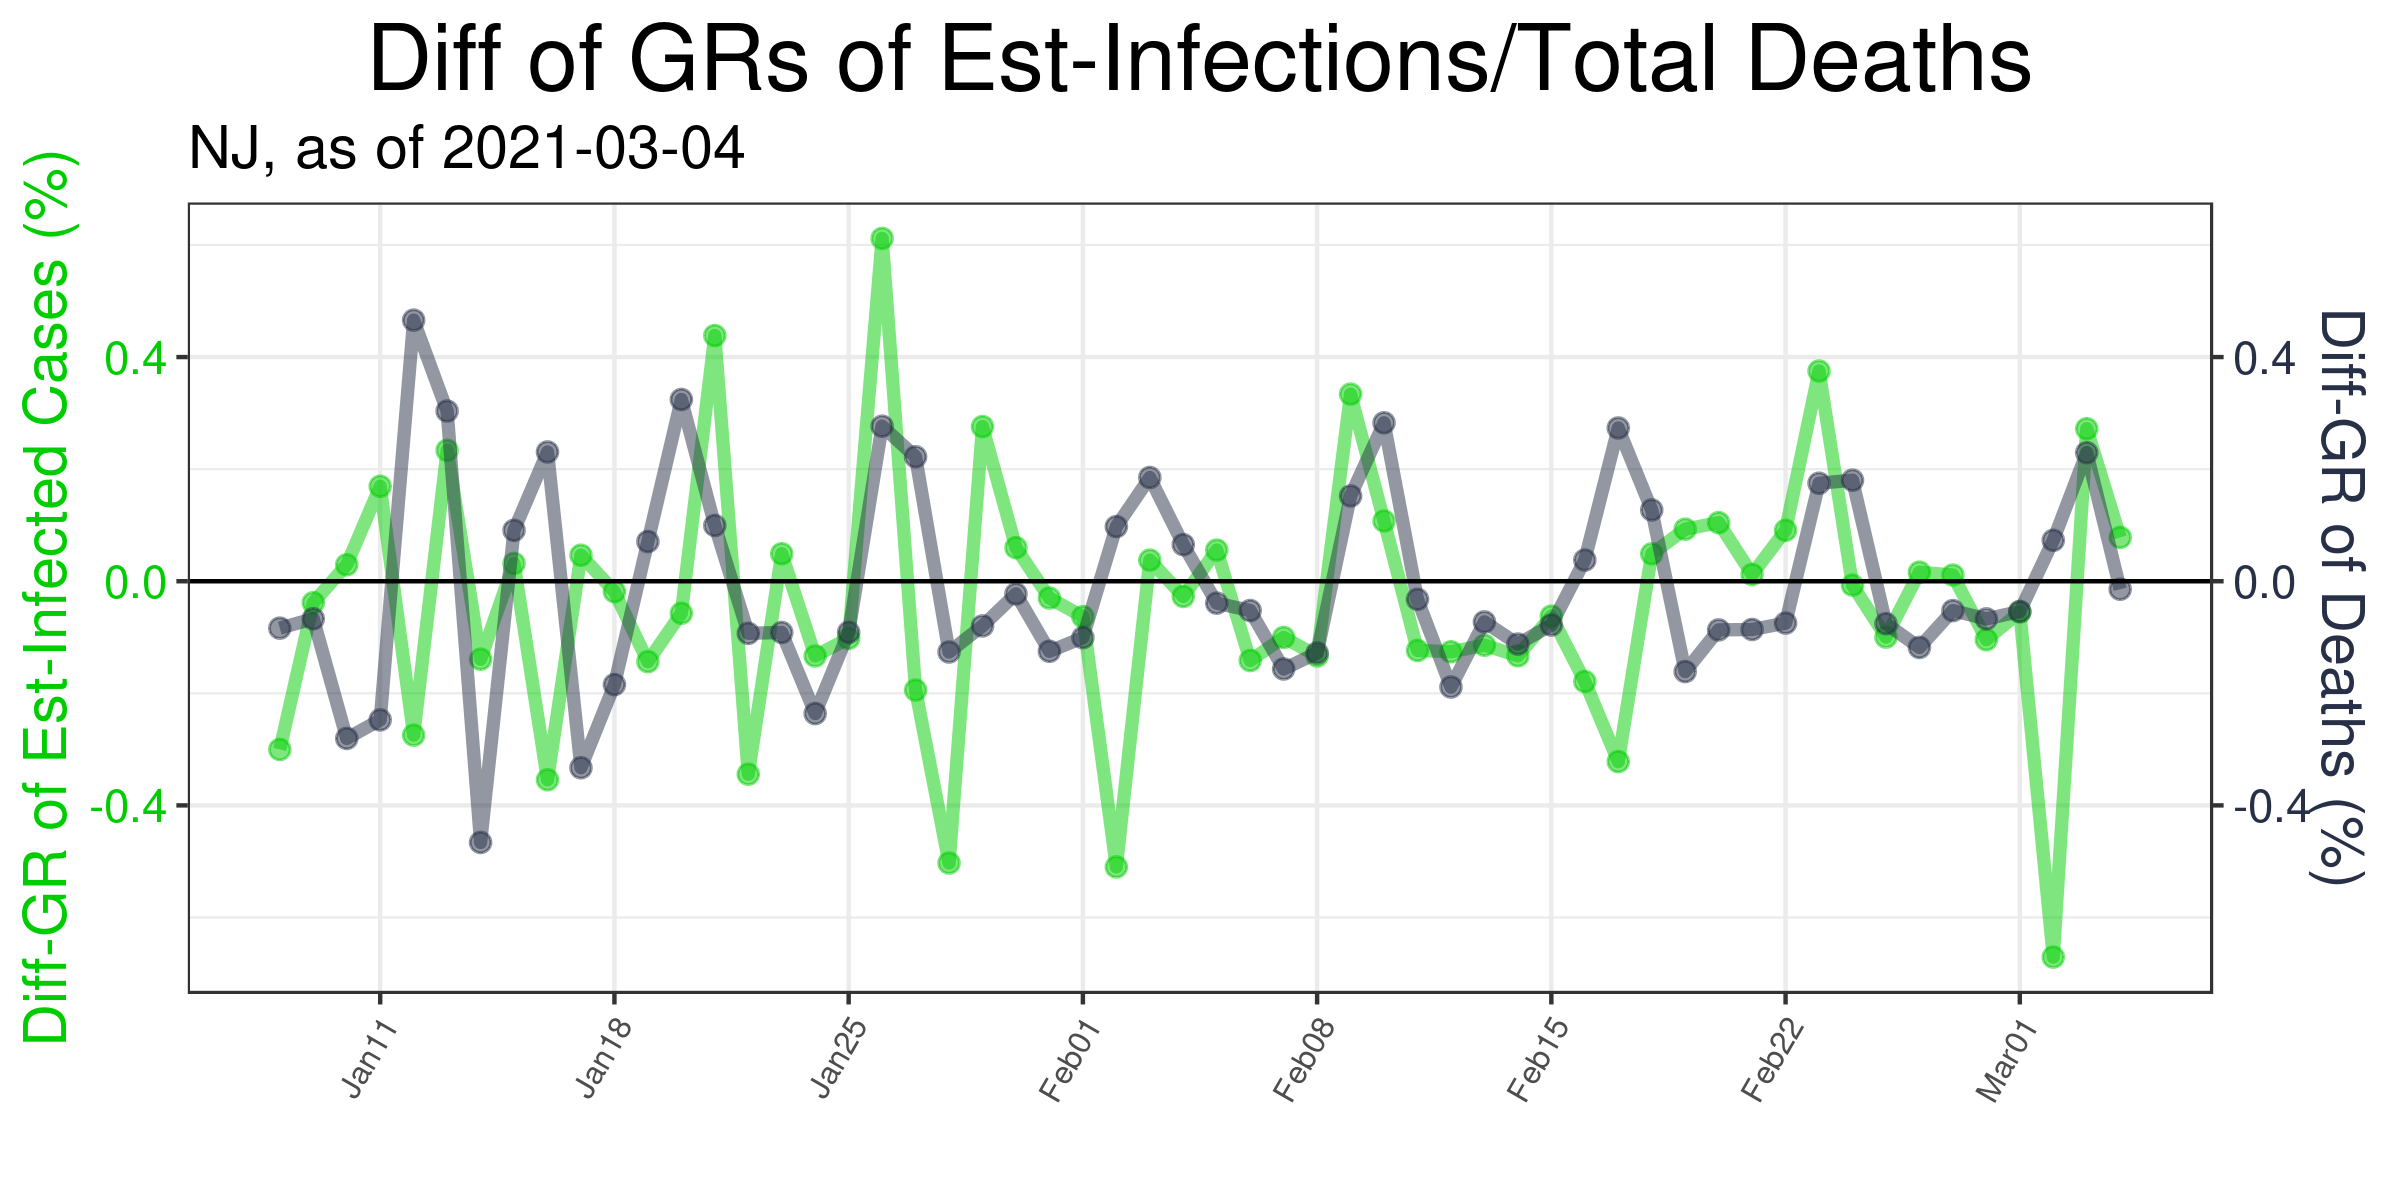 Diff of GRs of Est-Infections/Total Deaths
NJ, as of 2021-03-04
Diff-GR of Est-Infected Cases (%)
0.4
0.0
-0.4
0.4
0.0
-0.4
Diff-GR of Deaths (%)
Jan11
Jan18
Jan25
Feb01
Feb08
Feb15
Feb22
Mar01